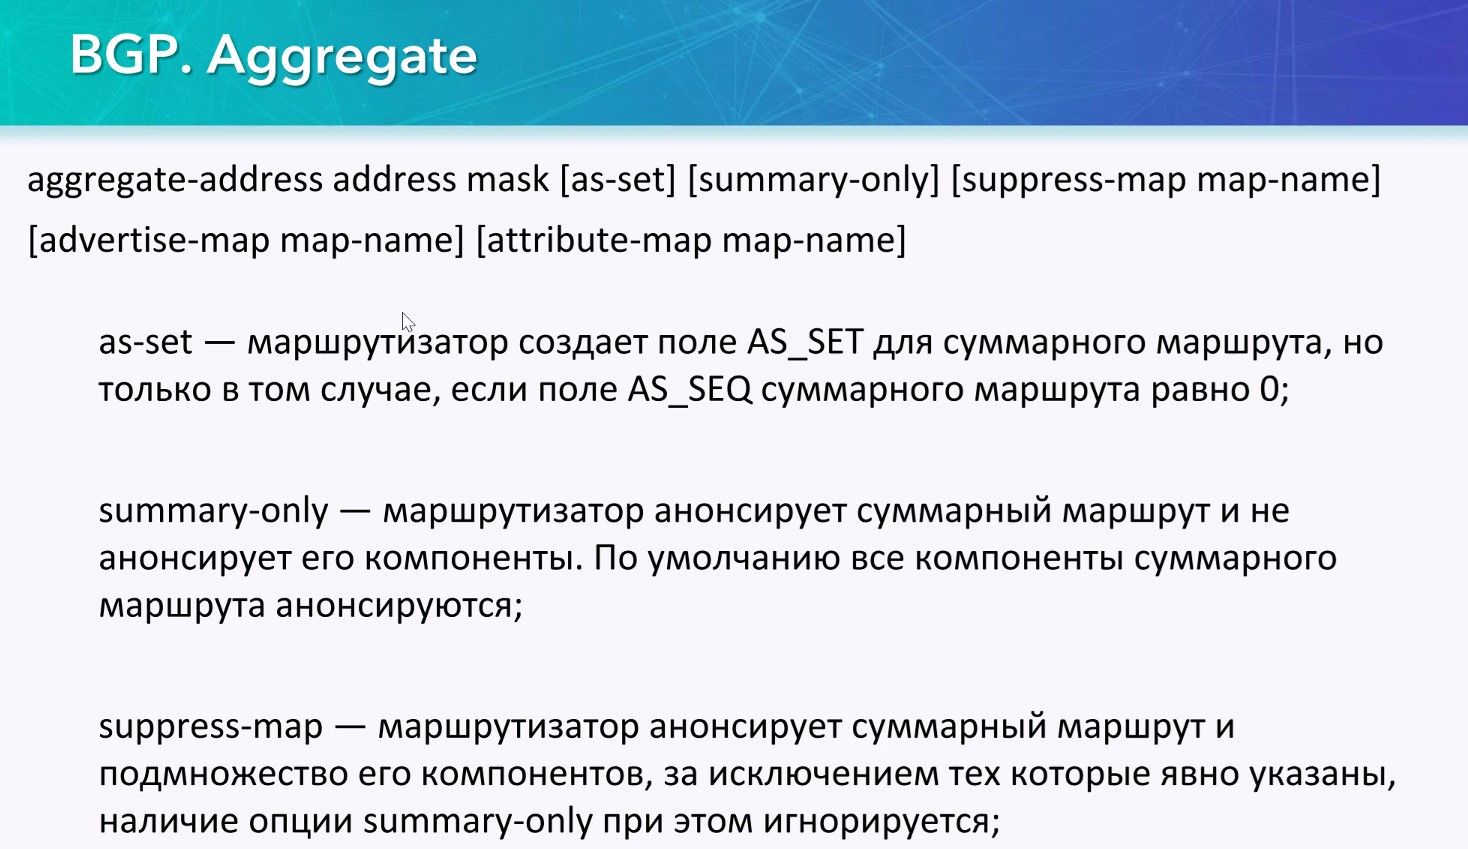 BGP. Aggregate
aggregate-address address mask [as-set] [summary-only] [suppress-map map-name]
[advertise-map map-name] [attribute-map map-name]
as-set — маршрутизатор создает поле AS_SET для суммарного маршрута, но
только в том случае, если поле AS_SEQ суммарного маршрута равно 0;
summary-only — маршрутизатор анонсирует суммарный маршрут и не
анонсирует его компоненты. По умолчанию все компоненты суммарного
маршрута анонсируются;
suppress-map — маршрутизатор анонсирует суммарный маршрут и
подмножество его компонентов, за исключением тех которые явно указаны,
наличие опции summary-only при этом игнорируется;